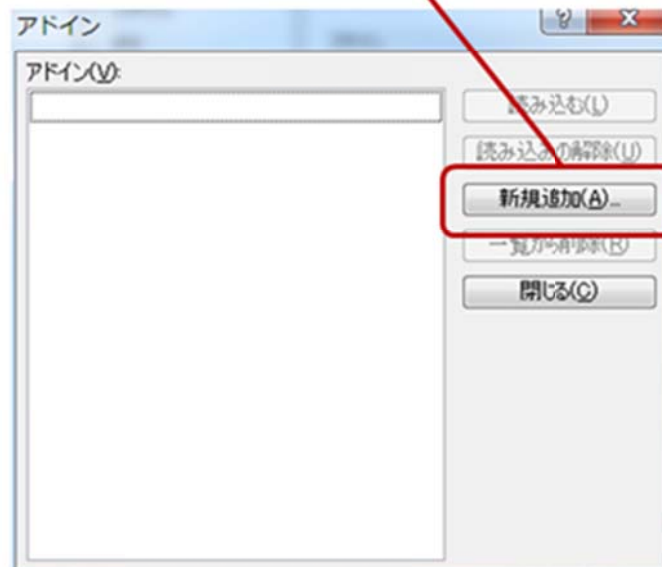 アドイン
アドイン(V):
読み込む(L)
読み込みの解除(U)
新規追加(A)...
一覧から削除(R)
閉じる(C)